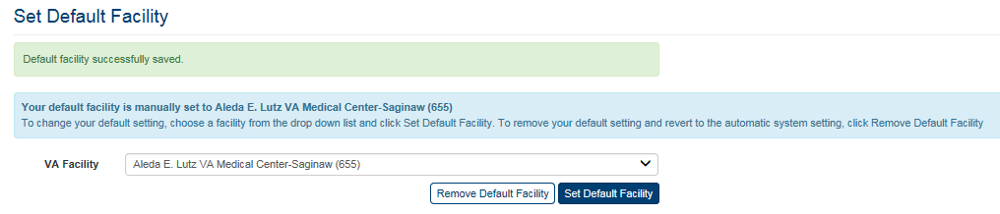 Set Default Facility
Default facility successfully saved.
Your default facility is manually set to Aleda E. Lutz VA Medical Center-Saginaw (655)
To change your default setting, choose a facility from the drop down list and click Set Default Facility. To remove your default setting and revert to the automatic system setting, click Remove Default Facility
VA Facility Aleda E. Lutz VA Medical Center-Saginaw (655)
Remove Default Facility Set Default Facility